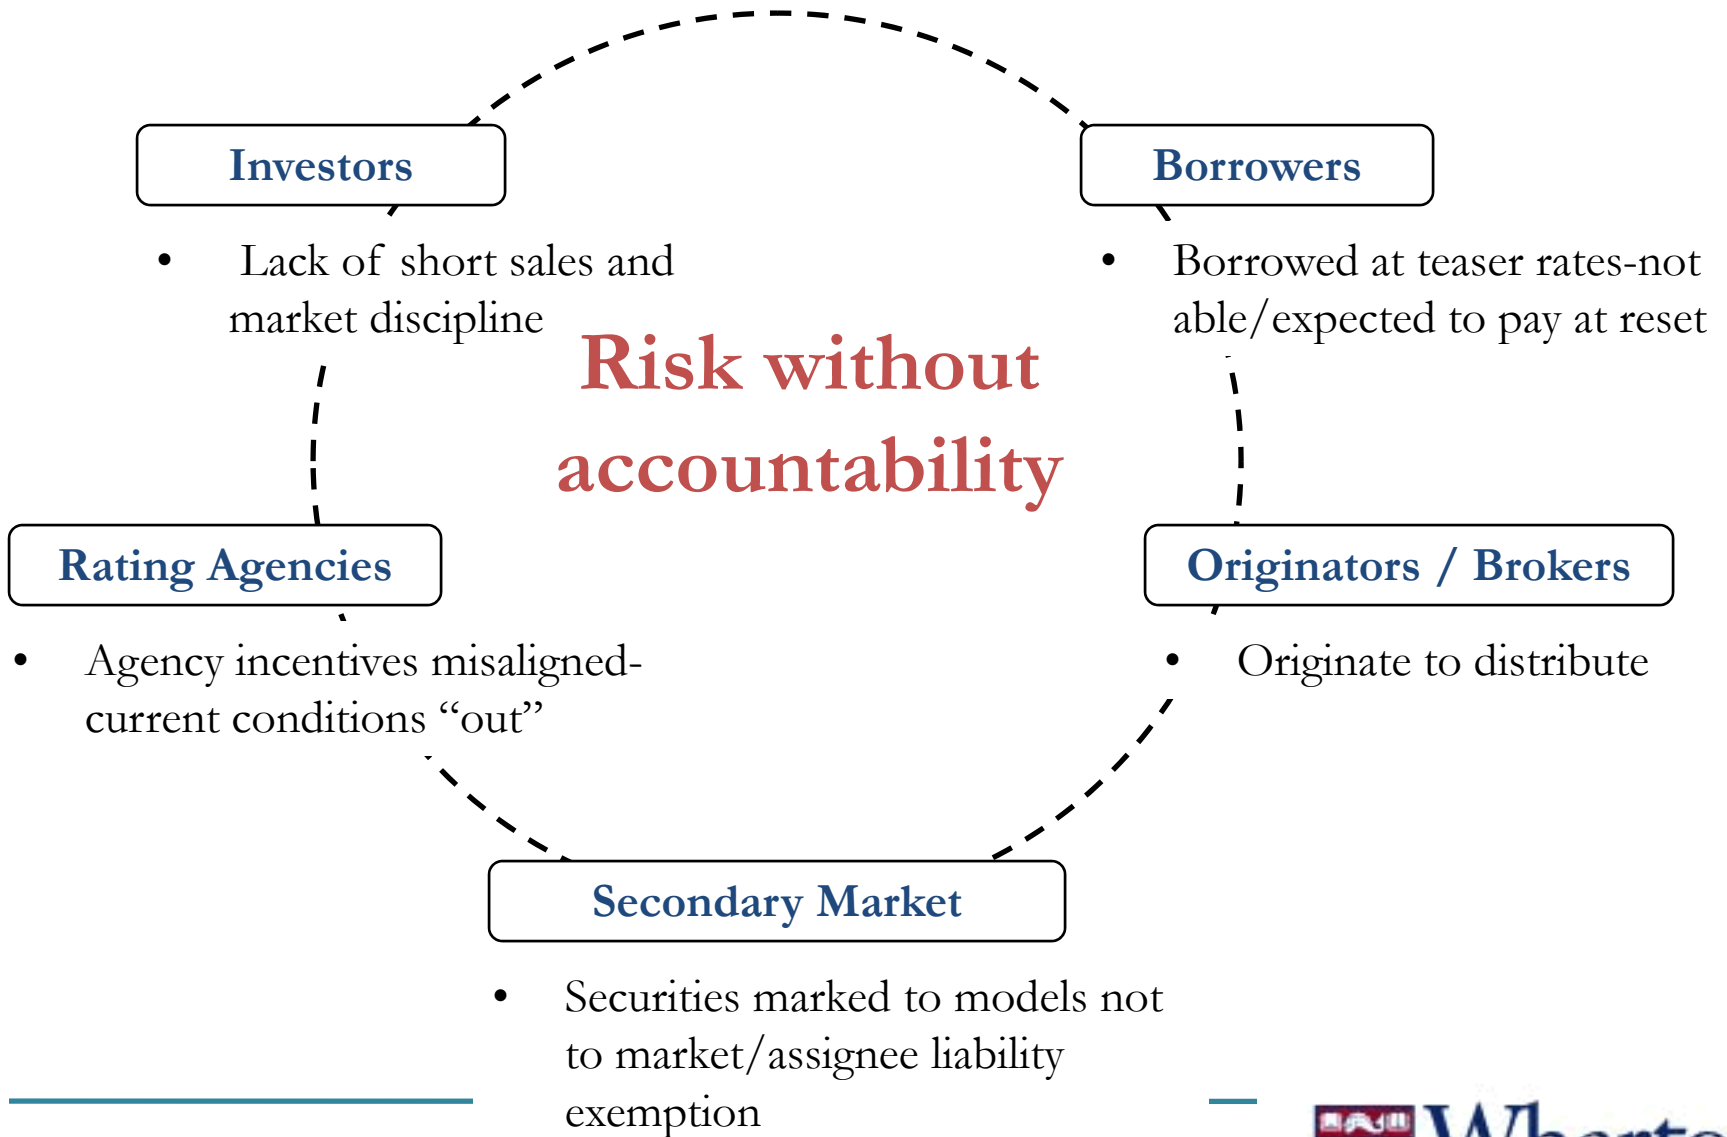 Investors
• Lack of short sales and
market discipline
Borrowers
• Borrowed at teaser rates-not
able/expected to pay at reset
Risk without
accountability
Rating Agencies
• Agency incentives misaligned-
current conditions “out”
Originators / Brokers
• Originate to distribute
Secondary Market
• Securities marked to models not
to market/assignee liability
exemption